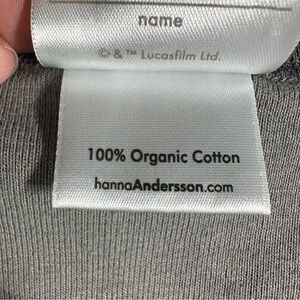 name
© & ™ Lucasfilm Ltd.
100% Organic Cotton
hannaAndersson.com